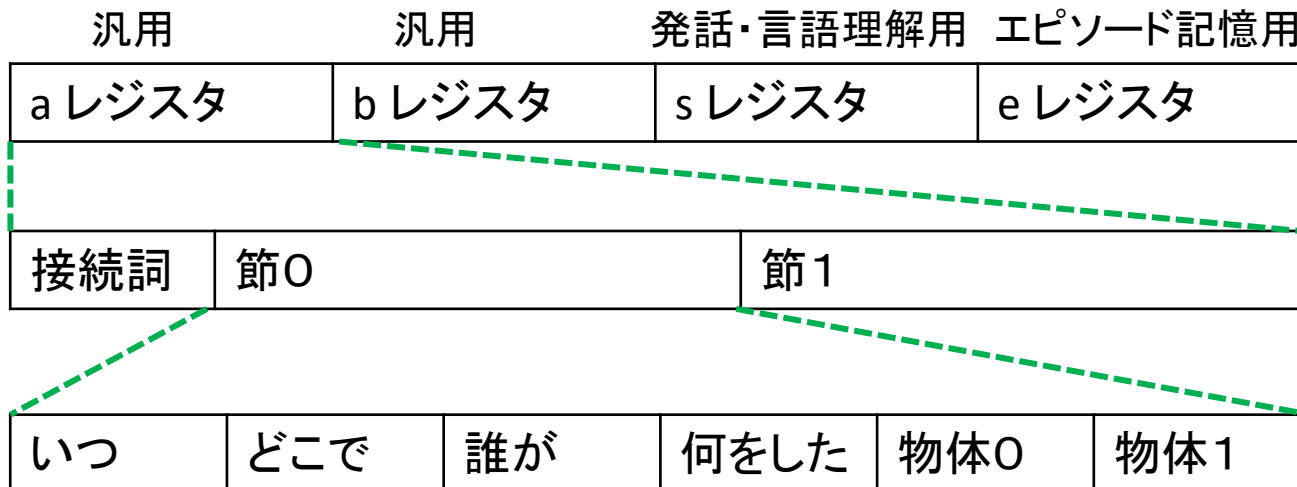 汎用 汎用 発話・言語理解用 エピソード記憶用
a レジスタ b レジスタ s レジスタ e レジスタ
接続詞 節0 節1
いつ どこで 誰が 何をした 物体0 物体1